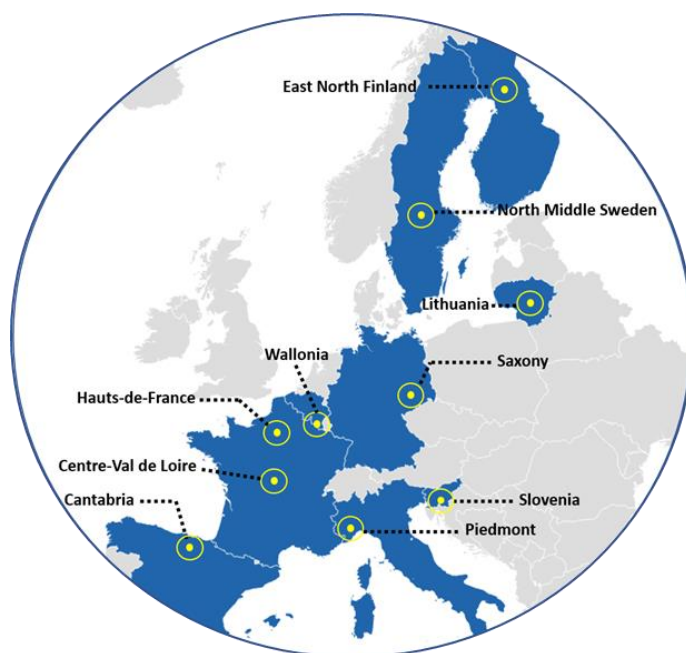 East North Finland
North Middle Sweden
Lithuania
Wallonia
Saxony
Hauts-de-France
Centre-Val de Loire
Cantabria
Slovenia
Piedmont